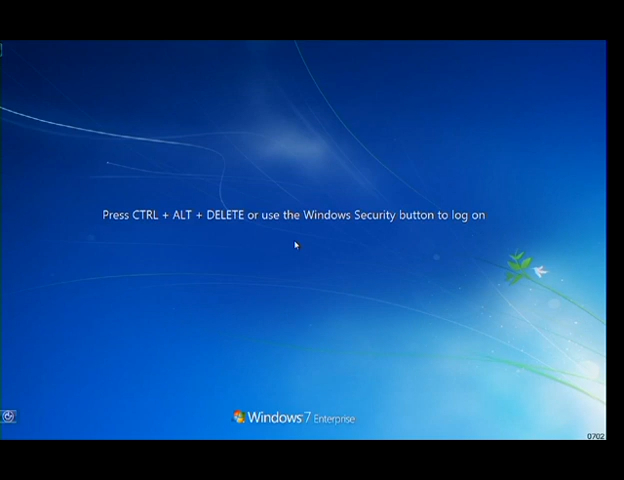 Press CTRL + ALT + DELETE or use the Windows Security button to log on
Windows 7 Enterprise
0702